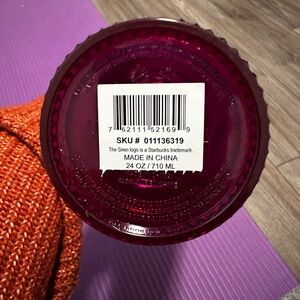 7 62111 52169 9
SKU # 011136319
The Siren logo is a Starbucks trademark.
MADE IN CHINA
24 OZ / 710 ML